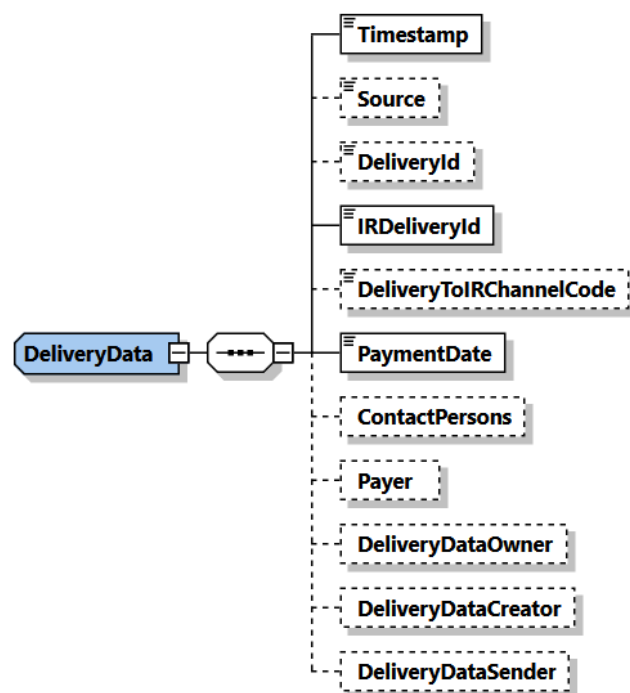 Timestamp
Source
DeliveryId
IRDeliveryId
DeliveryToIRChannelCode
DeliveryData
PaymentDate
ContactPersons
Payer
DeliveryDataOwner
DeliveryDataCreator
DeliveryDataSender